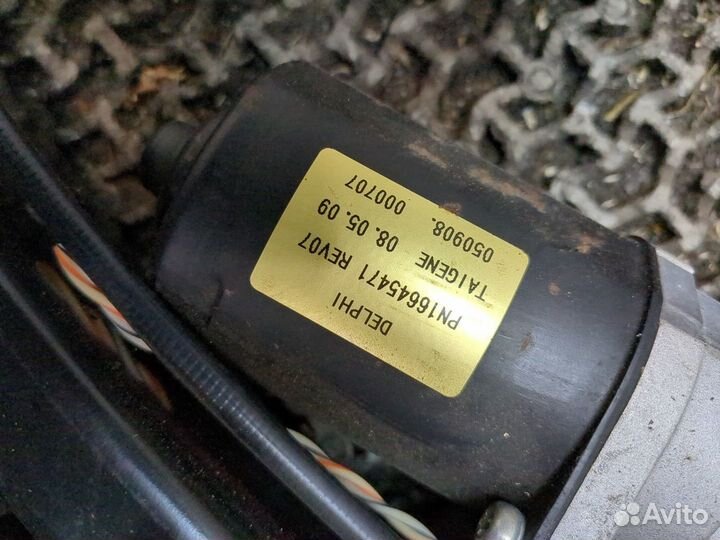 DELPHI
PN16645471 REV07
TAIGENE 08.05.09
050908. 000707
Avito